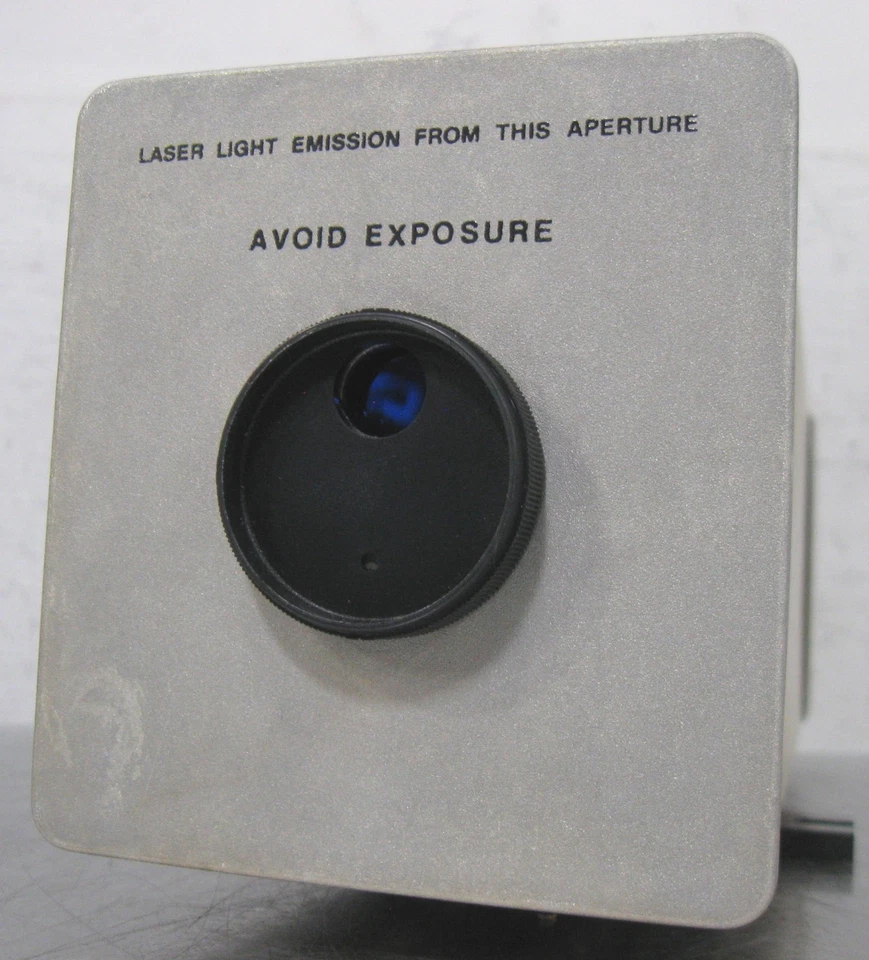 LASER LIGHT EMISSION FROM THIS APERTURE
AVOID EXPOSURE